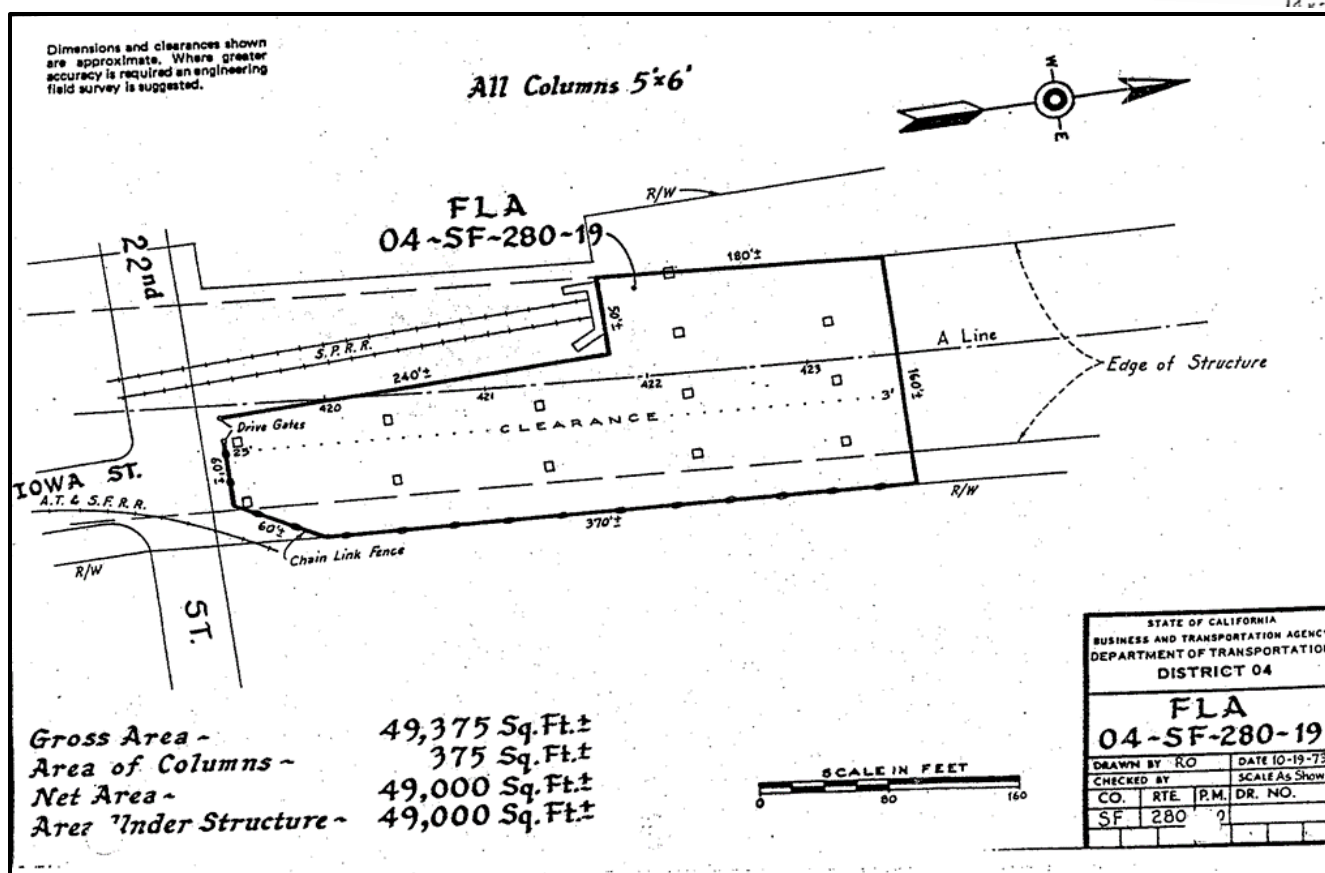 Dimensions and clearances shown
are approximate. Where greater
accuracy is required an engineering
field survey is suggested.
All Columns 5'x6'
W
E
R/W
FLA
04~SF~280~19
22nd
180'±
50'±
S.P.R.R.
240'±
A Line
423
422
421
420
Edge of Structure
160'±
3'
CLEARANCE
Drive Gates
25'
60'±
IOWA ST.
A.T. & S.F.R.R.
60'±
370'±
R/W
Chain Link Fence
R/W
ST.
STATE OF CALIFORNIA
BUSINESS AND TRANSPORTATION AGENCY
DEPARTMENT OF TRANSPORTATION
DISTRICT 04
FLA
04~SF~280~19
DRAWN BY RO DATE 10-19-73
CHECKED BY SCALE As Shown
CO. RTE. P.M. DR. NO.
SF 280
Gross Area ~ 49,375 Sq.Ft.±
Area of Columns ~ 375 Sq.Ft.±
Net Area ~ 49,000 Sq.Ft.±
Area Under Structure ~ 49,000 Sq.Ft.±
SCALE IN FEET
0 80 160